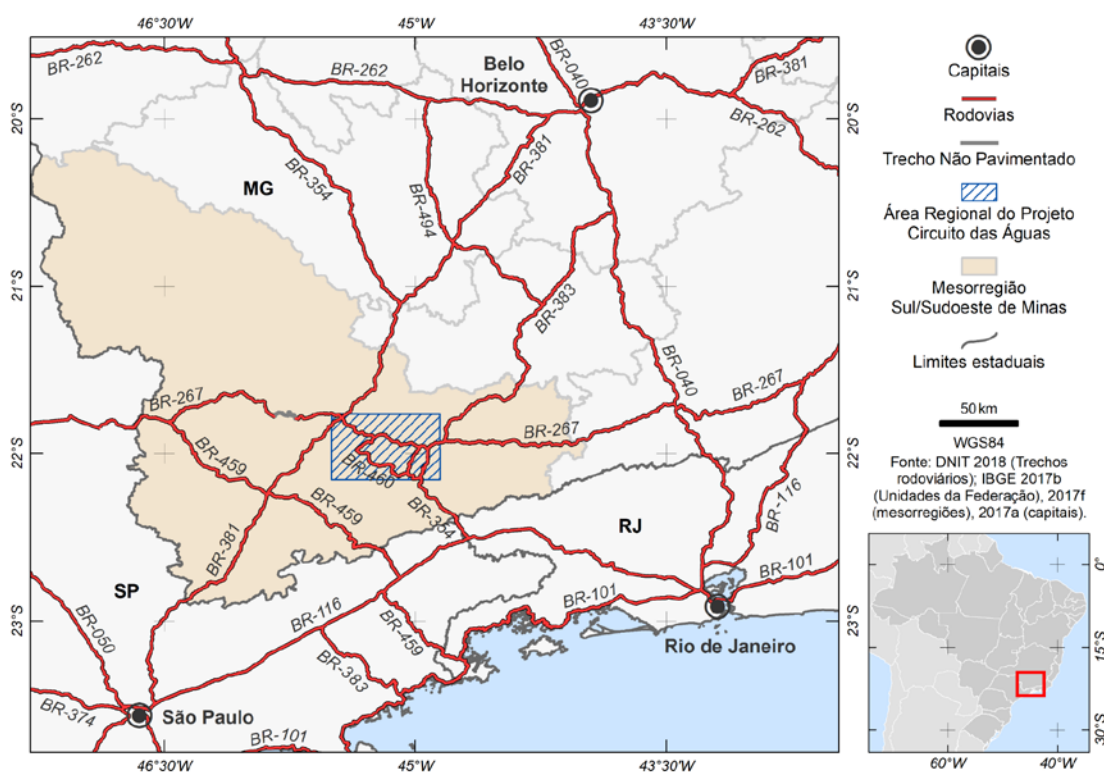 46°30'W 45°W 43°30'W
BR-262
BR-262
Belo
Horizonte
BR-040
BR-381
BR-262
20°S
20°S
MG
BR-354
BR-494
BR-381
21°S
21°S
BR-383
BR-040
BR-267
BR-267
BR-267
22°S
22°S
BR-459
BR-460
BR-459
BR-354
BR-381
RJ
BR-116
SP
BR-101
BR-101
23°S
23°S
BR-050
BR-116
BR-459
Rio de Janeiro
BR-383
BR-374
São Paulo
BR-101
46°30'W 45°W 43°30'W
Capitais
Rodovias
Trecho Não Pavimentado
Área Regional do Projeto
Circuito das Águas
Mesorregião
Sul/Sudoeste de Minas
Limites estaduais
50 km
WGS84
Fonte: DNIT 2018 (Trechos
rodoviários); IBGE 2017b
(Unidades da Federação), 2017f
(mesorregiões), 2017a (capitais).
0°
15°S
30°S
60°W 40°W